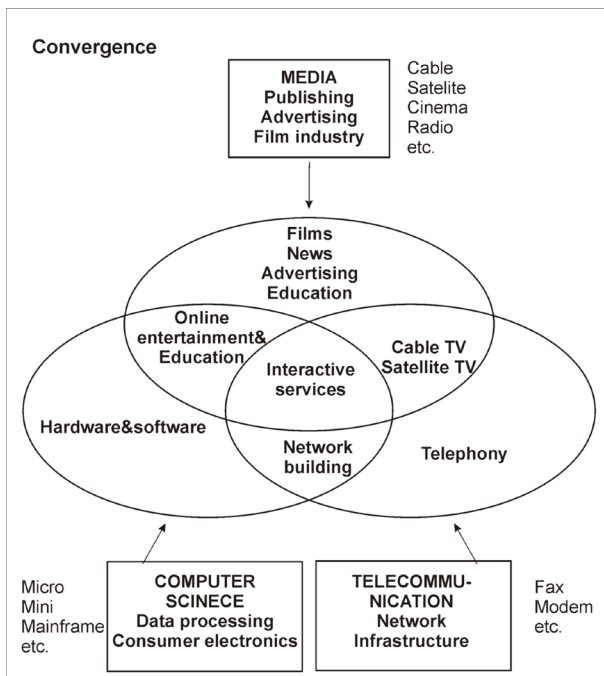 Convergence
MEDIA
Publishing
Advertising
Film industry
Cable
Satelite
Cinema
Radio
etc.
Films
News
Advertising
Education
Online
entertainment&
Education
Cable TV
Satellite TV
Interactive
services
Hardware&software
Network
building
Telephony
Micro
Mini
Mainframe
etc.
COMPUTER
SCINECE
Data processing
Consumer electronics
TELECOMMU-
NICATION
Network
Infrastructure
Fax
Modem
etc.